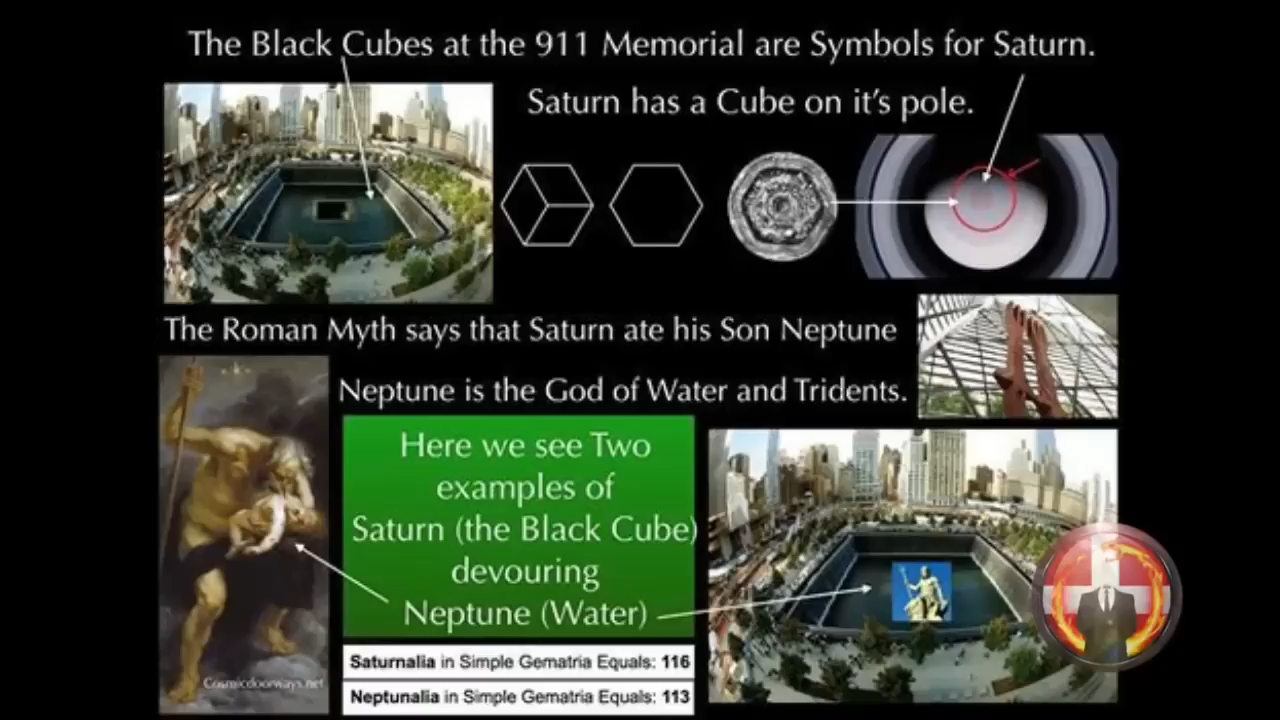 The Black Cubes at the 911 Memorial are Symbols for Saturn.
Saturn has a Cube on it's pole.
The Roman Myth says that Saturn ate his Son Neptune
Neptune is the God of Water and Tridents.
Here we see Two
examples of
Saturn (the Black Cube)
devouring
Neptune (Water)
Saturnalia in Simple Gematria Equals: 116
Neptunalia in Simple Gematria Equals: 113
Cosmicdoorways.net